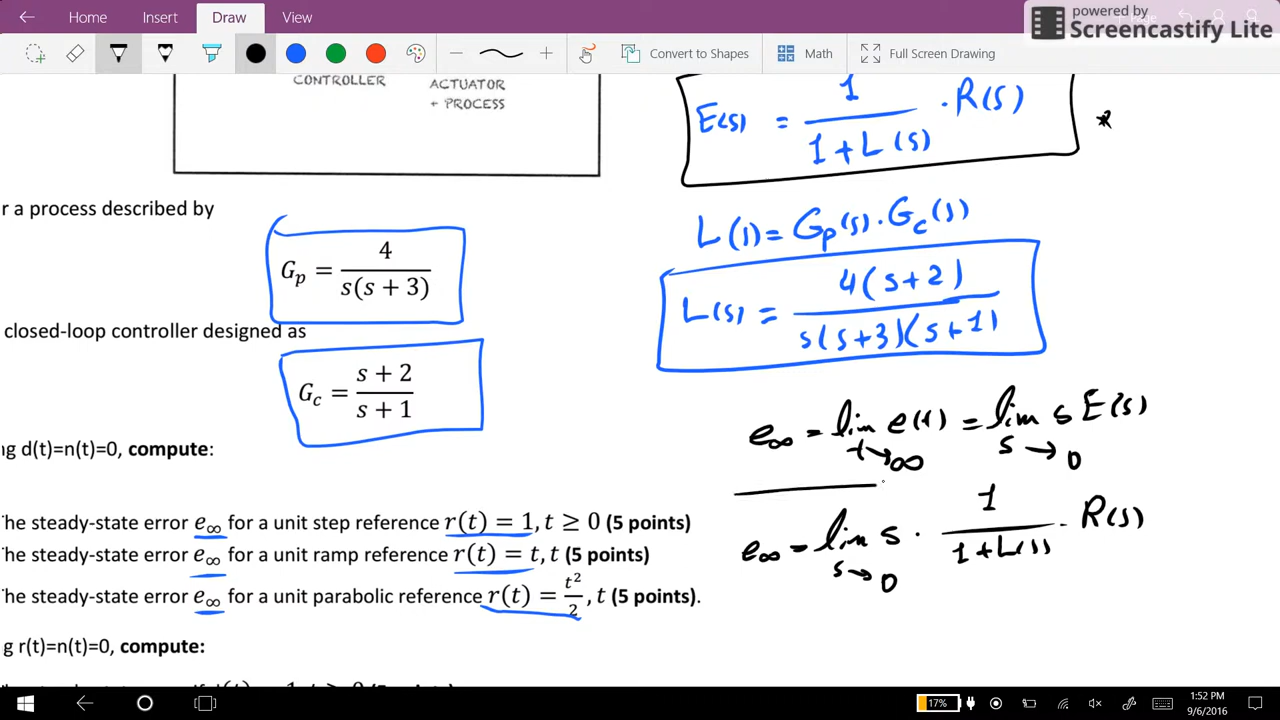 Home Insert Draw View
powered by
Screencastify Lite
Convert to Shapes Math Full Screen Drawing
CONTROLLER ACTUATOR
+ PROCESS
E(s) = 1 / (1+L(s)) · R(s) *
r a process described by
L(s) = Gp(s) · Gc(s)
Gp = 4 / s(s + 3)
L(s) = 4(s+2) / s(s+3)(s+1)
closed-loop controller designed as
Gc = s + 2 / s + 1
e∞ = lim t→∞ e(t) = lim s→0 s E(s)
ng d(t)=n(t)=0, compute:
e∞ = lim s→0 s · 1 / (1+L(s)) · R(s)
he steady-state error e∞ for a unit step reference r(t) = 1, t ≥ 0 (5 points)
he steady-state error e∞ for a unit ramp reference r(t) = t, t (5 points)
he steady-state error e∞ for a unit parabolic reference r(t) = t²/2, t (5 points).
g r(t)=n(t)=0, compute:
17%
1:52 PM
9/6/2016